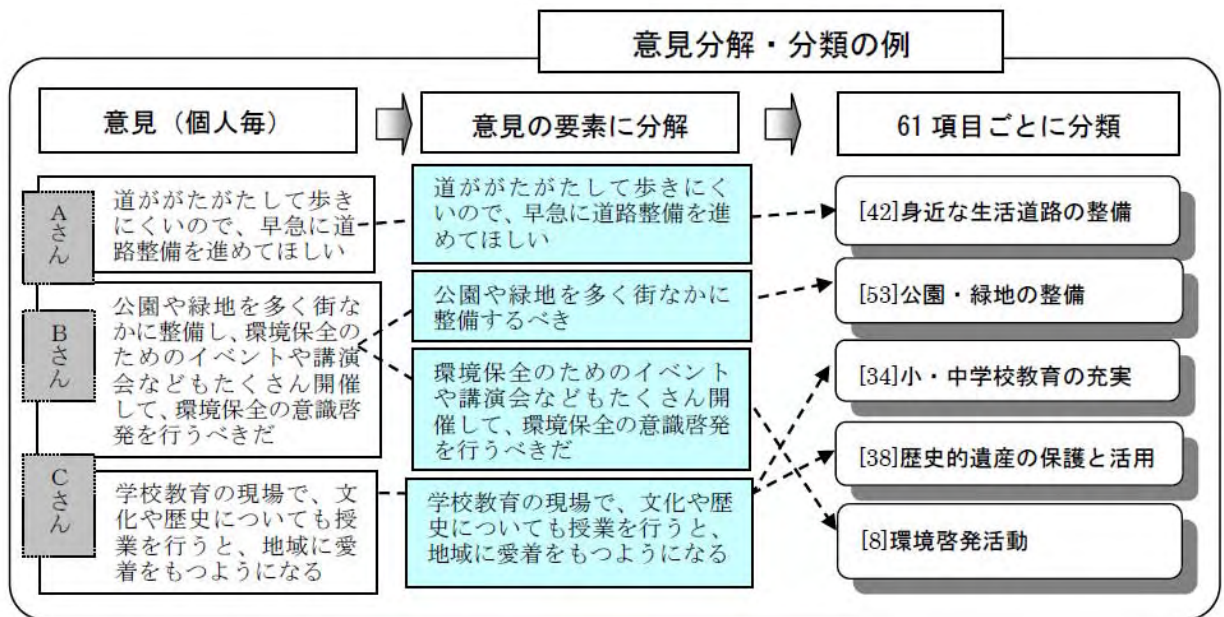 意見分解・分類の例
意見（個人毎）
意見の要素に分解
61 項目ごとに分類
Aさん
道ががたがたして歩き
にくいので、早急に道
路整備を進めてほしい
Bさん
公園や緑地を多く街な
かに整備し、環境保全の
ためのイベントや講演
会などもたくさん開催
して、環境保全の意識啓
発を行うべきだ
Cさん
学校教育の現場で、文
化や歴史についても授
業を行うと、地域に愛
着をもつようになる
道ががたがたして歩きにく
いので、早急に道路整備を進
めてほしい
公園や緑地を多く街なかに
整備するべき
環境保全のためのイベント
や講演会などもたくさん開
催して、環境保全の意識啓発
を行うべきだ
学校教育の現場で、文化や歴
史についても授業を行うと、
地域に愛着をもつようになる
[42]身近な生活道路の整備
[53]公園・緑地の整備
[34]小・中学校教育の充実
[38]歴史的遺産の保護と活用
[8]環境啓発活動